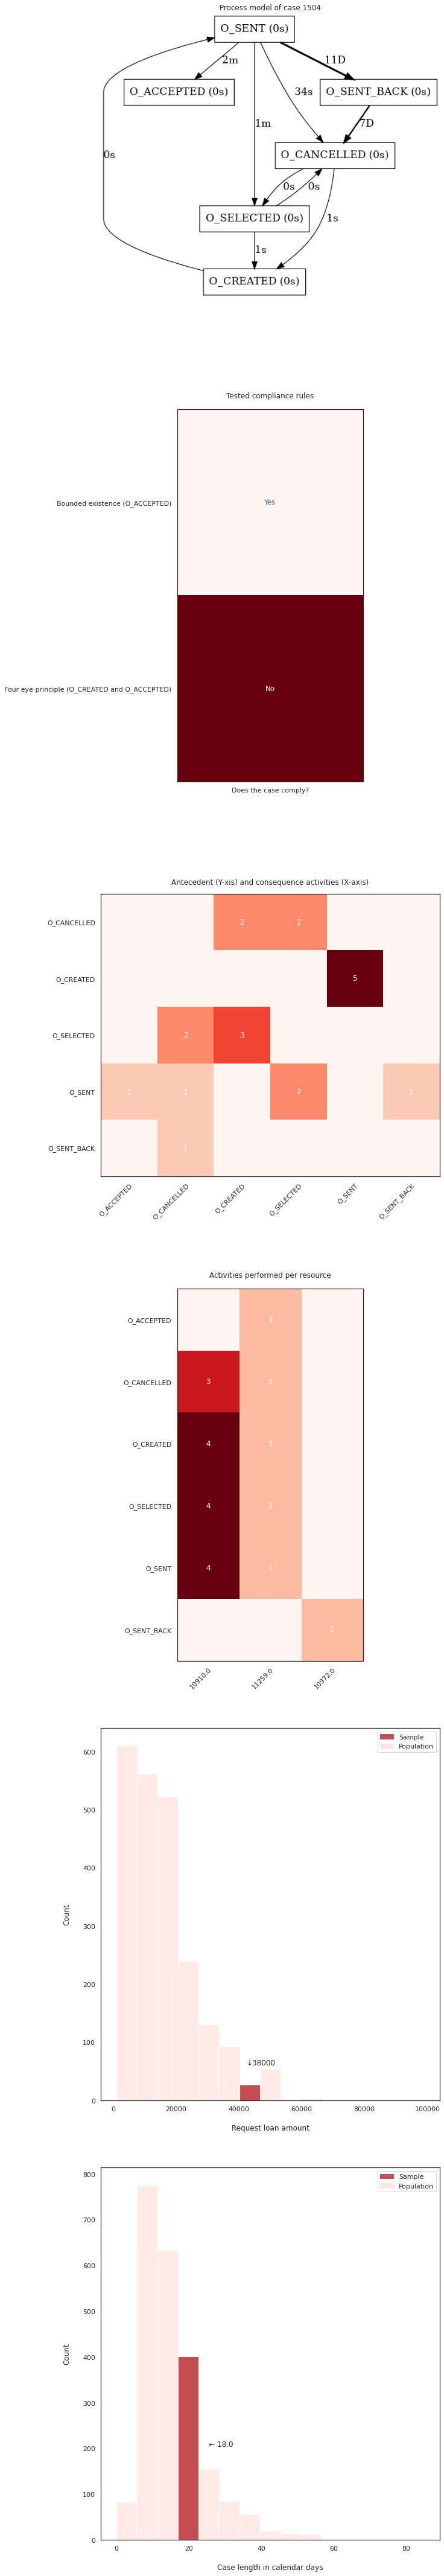 Process model of case 1504
O_SENT (0s)
2m
11D
O_ACCEPTED (0s)
34s
O_SENT_BACK (0s)
1m
7D
0s
O_CANCELLED (0s)
0s
0s
O_SELECTED (0s)
1s
1s
O_CREATED (0s)
Tested compliance rules
Bounded existence (O_ACCEPTED)
Yes
Four eye principle (O_CREATED and O_ACCEPTED)
No
Does the case comply?
Antecedent (Y-xis) and consequence activities (X-axis)
O_CANCELLED
2
2
O_CREATED
5
O_SELECTED
2
3
O_SENT
1
1
2
1
O_SENT_BACK
1
O_ACCEPTED
O_CANCELLED
O_CREATED
O_SELECTED
O_SENT
O_SENT_BACK
Activities performed per resource
O_ACCEPTED
1
O_CANCELLED
3
1
O_CREATED
4
1
O_SELECTED
4
1
O_SENT
4
1
O_SENT_BACK
1
10910.0
11259.0
10972.0
Sample
Population
600
500
400
300
200
100
0
Count
↓38000
0
20000
40000
60000
80000
100000
Request loan amount
Sample
Population
800
700
600
500
400
300
200
100
0
Count
← 18.0
0
20
40
60
80
Case length in calendar days